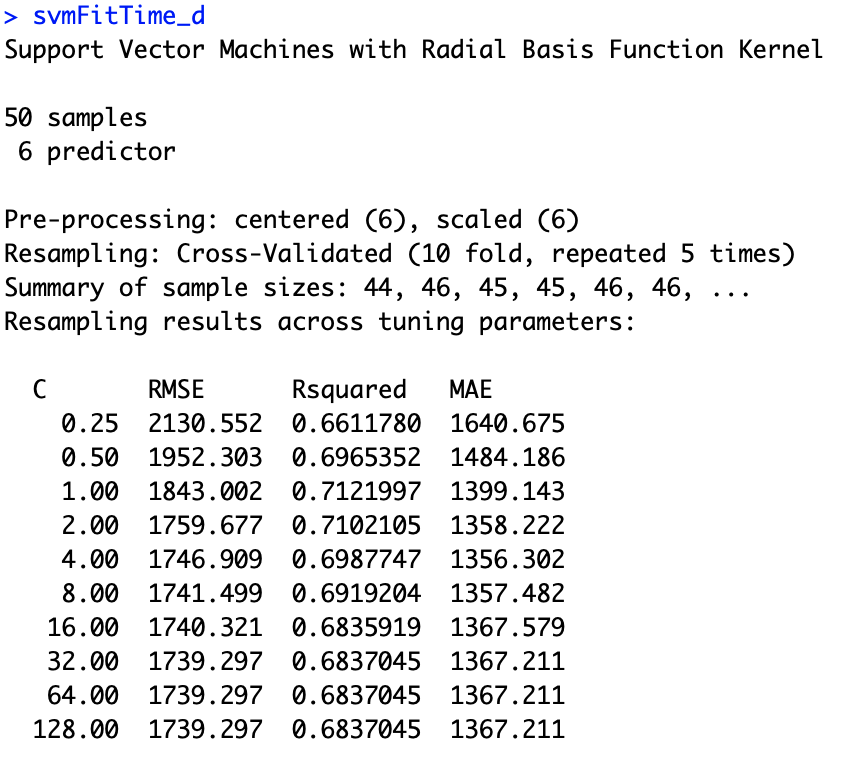 > svmFitTime_d
Support Vector Machines with Radial Basis Function Kernel

50 samples
 6 predictor

Pre-processing: centered (6), scaled (6)
Resampling: Cross-Validated (10 fold, repeated 5 times)
Summary of sample sizes: 44, 46, 45, 45, 46, 46, ...
Resampling results across tuning parameters:

  C       RMSE      Rsquared   MAE
    0.25  2130.552  0.6611780  1640.675
    0.50  1952.303  0.6965352  1484.186
    1.00  1843.002  0.7121997  1399.143
    2.00  1759.677  0.7102105  1358.222
    4.00  1746.909  0.6987747  1356.302
    8.00  1741.499  0.6919204  1357.482
   16.00  1740.321  0.6835919  1367.579
   32.00  1739.297  0.6837045  1367.211
   64.00  1739.297  0.6837045  1367.211
  128.00  1739.297  0.6837045  1367.211